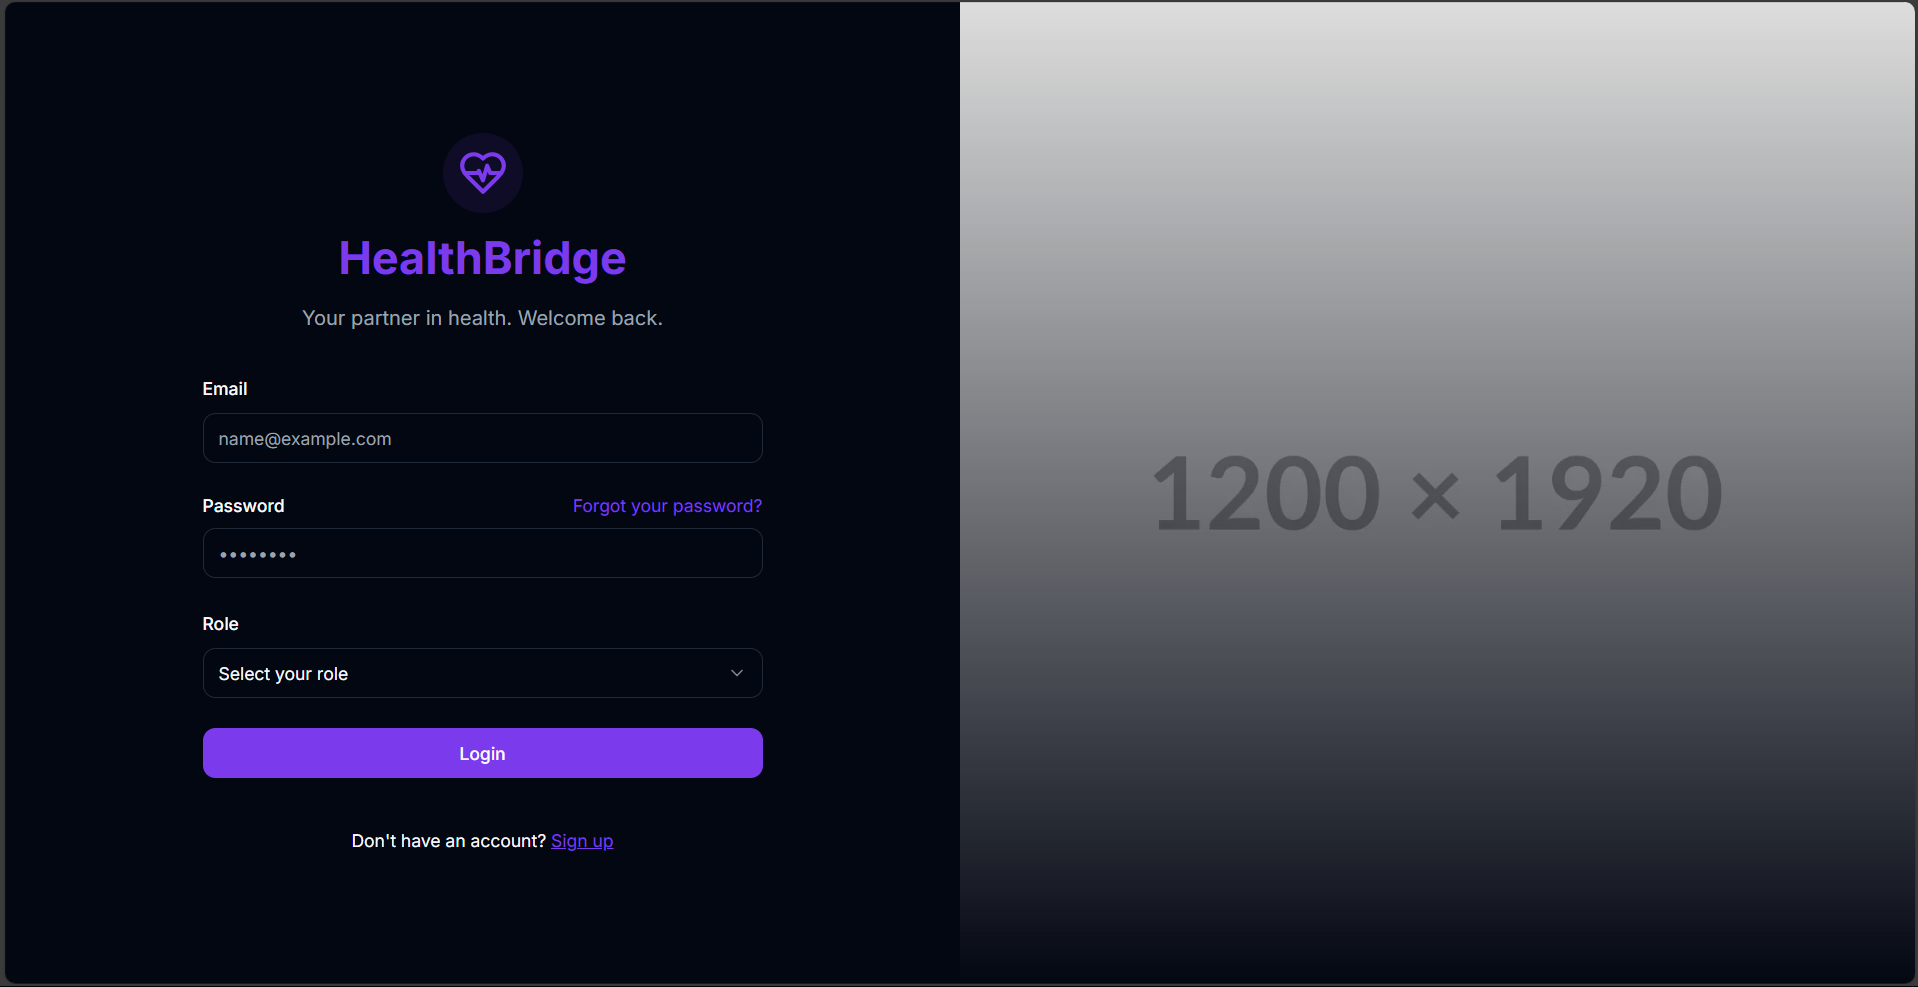 HealthBridge
Your partner in health. Welcome back.
Email
name@example.com
Password Forgot your password?
••••••••
Role
Select your role
Login
Don't have an account? Sign up
1200 × 1920